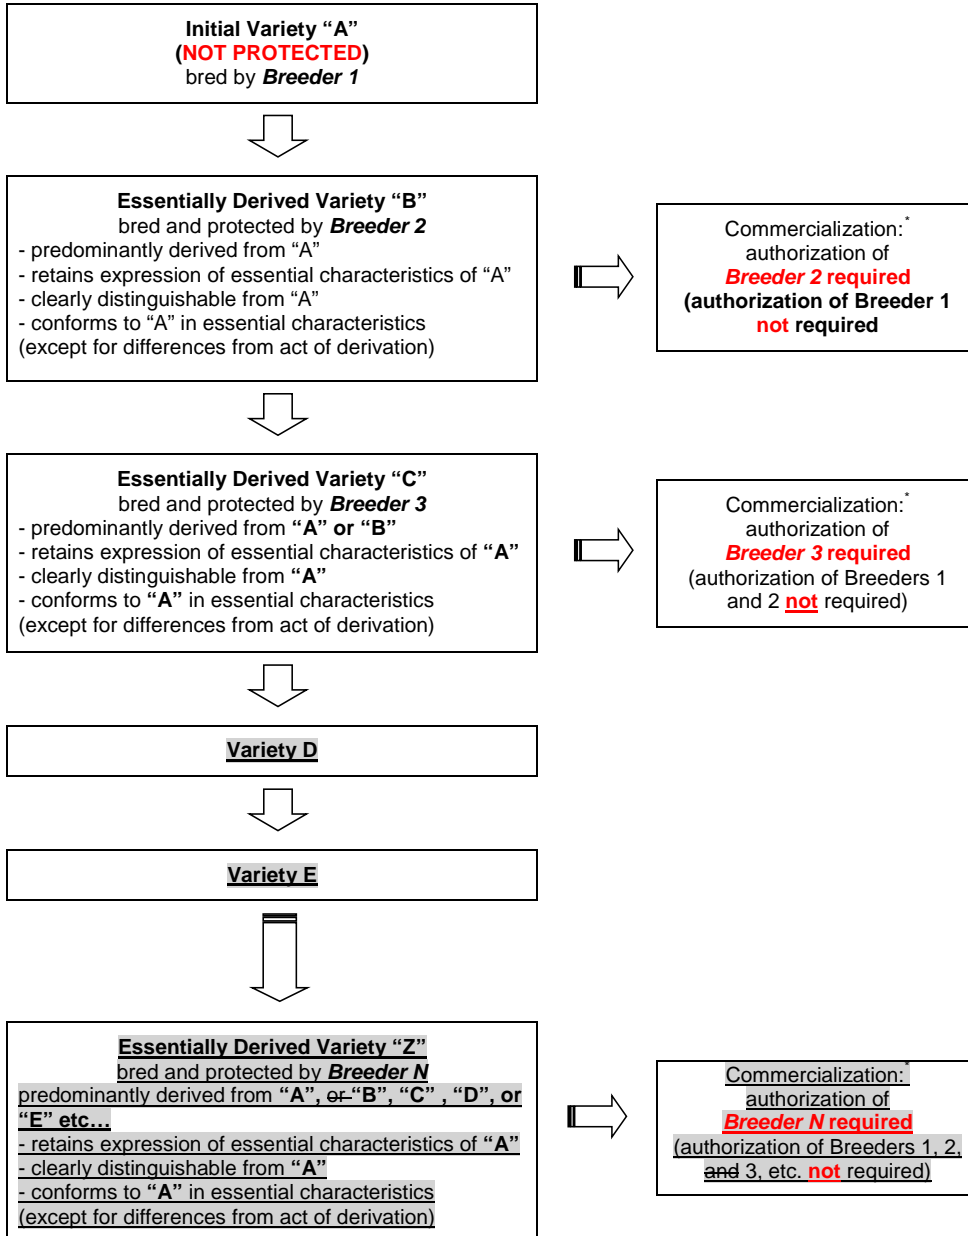 Initial Variety “A”
(NOT PROTECTED)
bred by Breeder 1
Essentially Derived Variety “B”
bred and protected by Breeder 2
- predominantly derived from “A”
- retains expression of essential characteristics of “A”
- clearly distinguishable from “A”
- conforms to “A” in essential characteristics
(except for differences from act of derivation)
Commercialization:*
authorization of
Breeder 2 required
(authorization of Breeder 1
not required
Essentially Derived Variety “C”
bred and protected by Breeder 3
- predominantly derived from “A” or “B”
- retains expression of essential characteristics of “A”
- clearly distinguishable from “A”
- conforms to “A” in essential characteristics
(except for differences from act of derivation)
Commercialization:*
authorization of
Breeder 3 required
(authorization of Breeders 1
and 2 not required)
Variety D
Variety E
Essentially Derived Variety “Z”
bred and protected by Breeder N
predominantly derived from “A”, or “B”, “C” , “D”, or
“E” etc…
- retains expression of essential characteristics of “A”
- clearly distinguishable from “A”
- conforms to “A” in essential characteristics
(except for differences from act of derivation)
Commercialization:*
authorization of
Breeder N required
(authorization of Breeders 1, 2,
and 3, etc. not required)